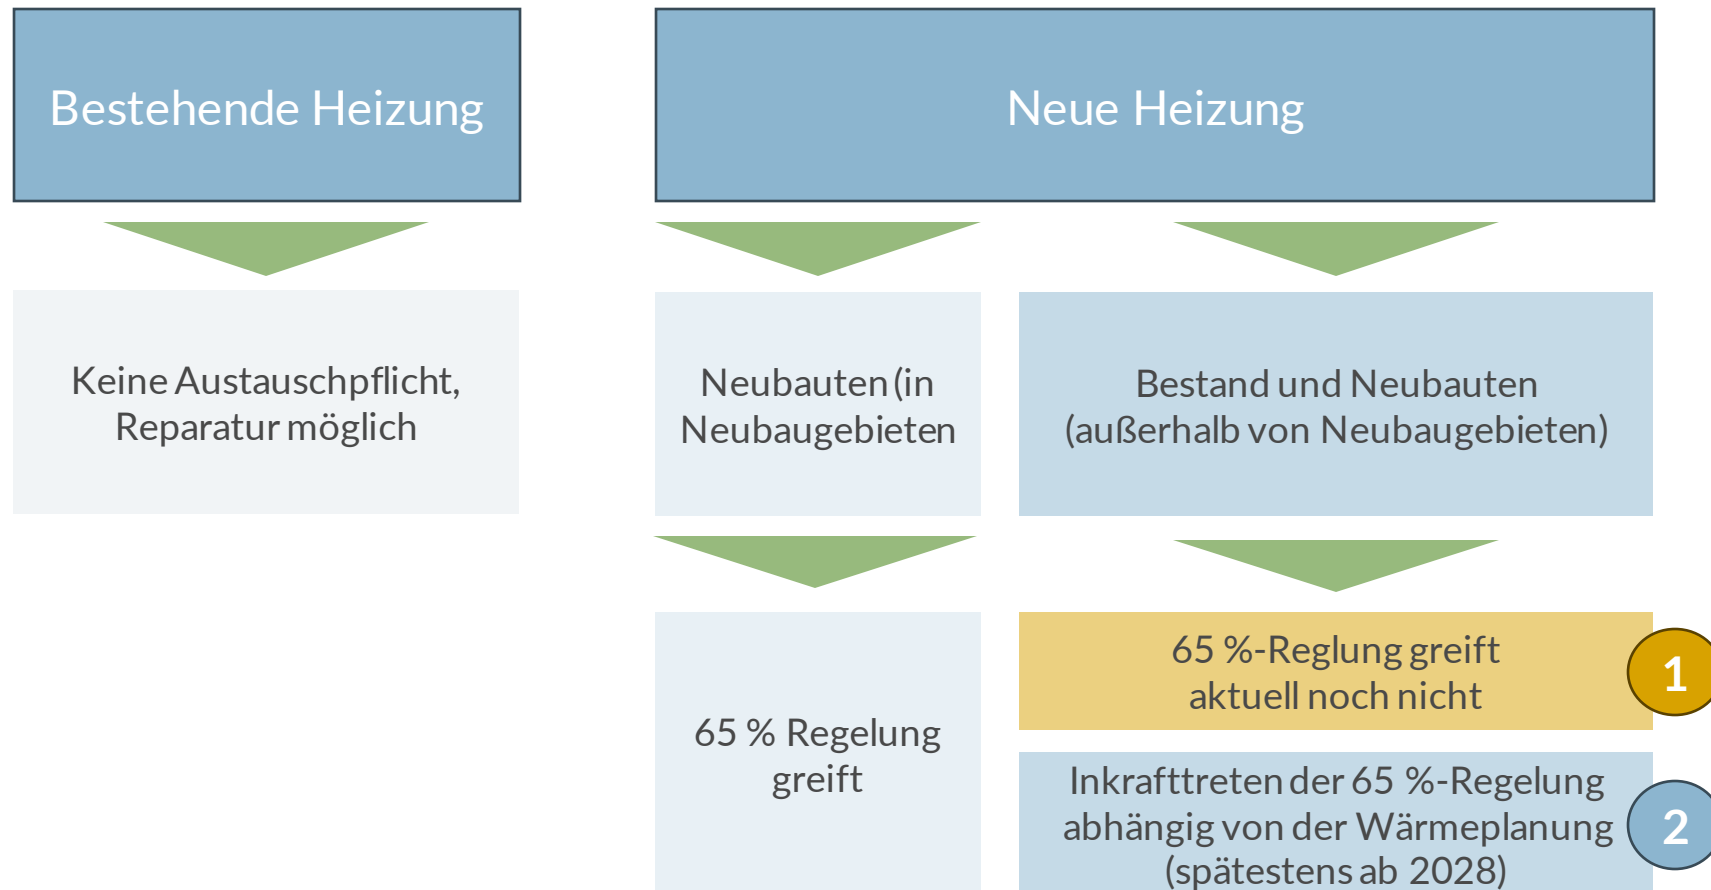 Bestehende Heizung
Neue Heizung
Keine Austauschpflicht,
Reparatur möglich
Neubauten (in
Neubaugebieten
Bestand und Neubauten
(außerhalb von Neubaugebieten)
65 % Regelung
greift
65 %-Reglung greift
aktuell noch nicht
1
Inkrafttreten der 65 %-Regelung
abhängig von der Wärmeplanung
(spätestens ab 2028)
2